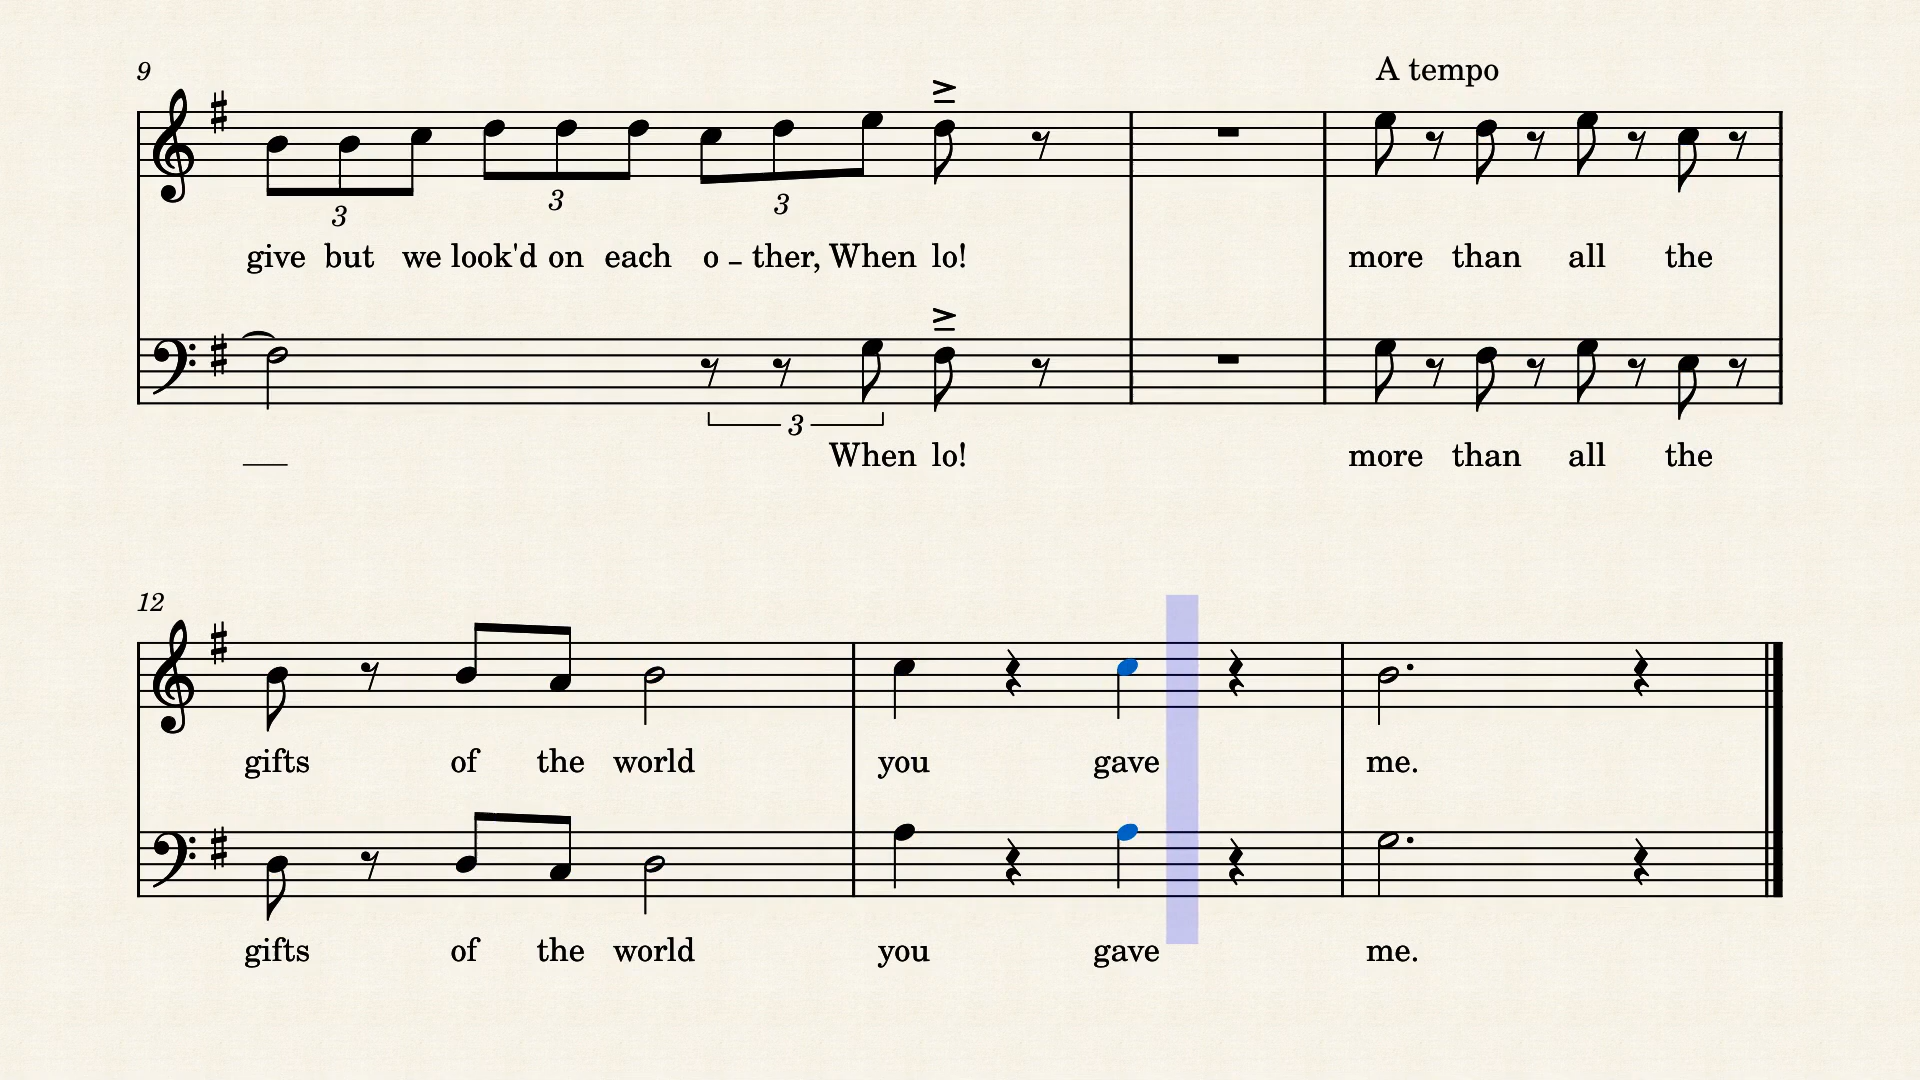 9
A tempo
3 3 3
give but we look'd on each o - ther, When lo! more than all the
3
When lo! more than all the
12
gifts of the world you gave me.
gifts of the world you gave me.